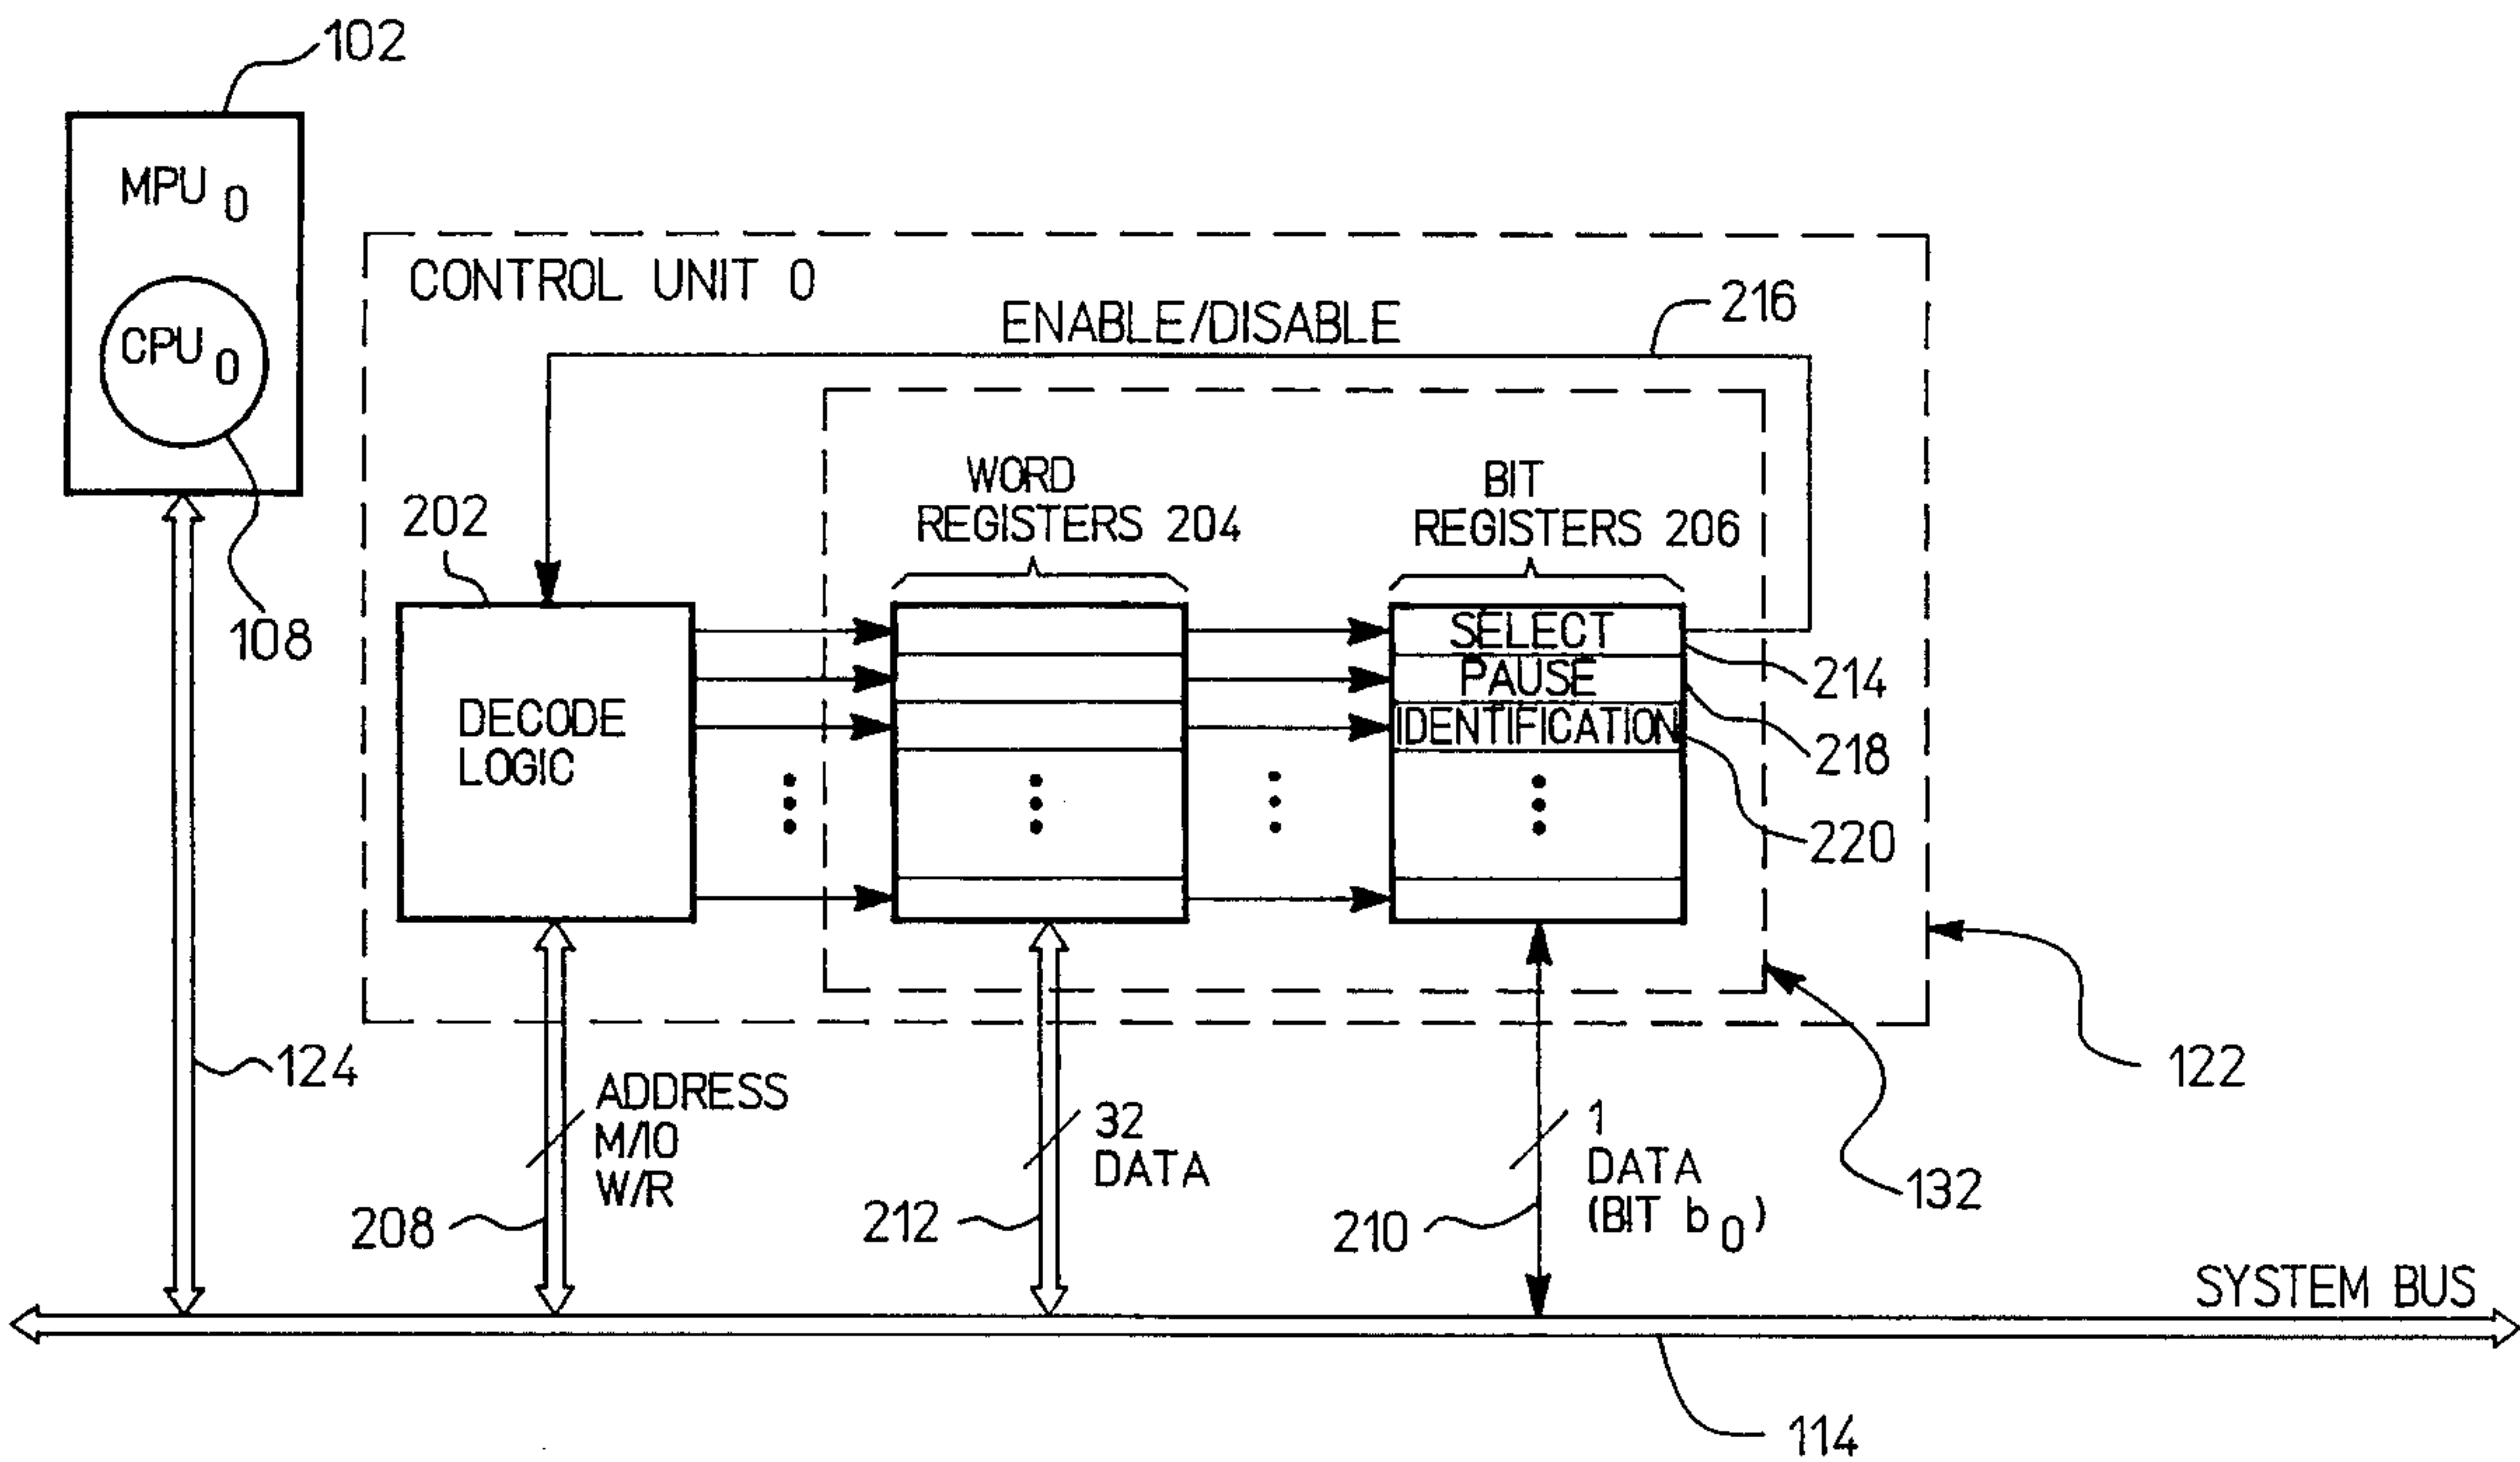 102
MPU 0
CPU 0
108
CONTROL UNIT 0
ENABLE/DISABLE
216
202
WORD
REGISTERS 204
BIT
REGISTERS 206
DECODE
LOGIC
SELECT
PAUSE
IDENTIFICATION
214
218
220
124
ADDRESS
M/IO
W/R
208
32
DATA
212
1
DATA
(BIT b0)
210
132
122
SYSTEM BUS
114